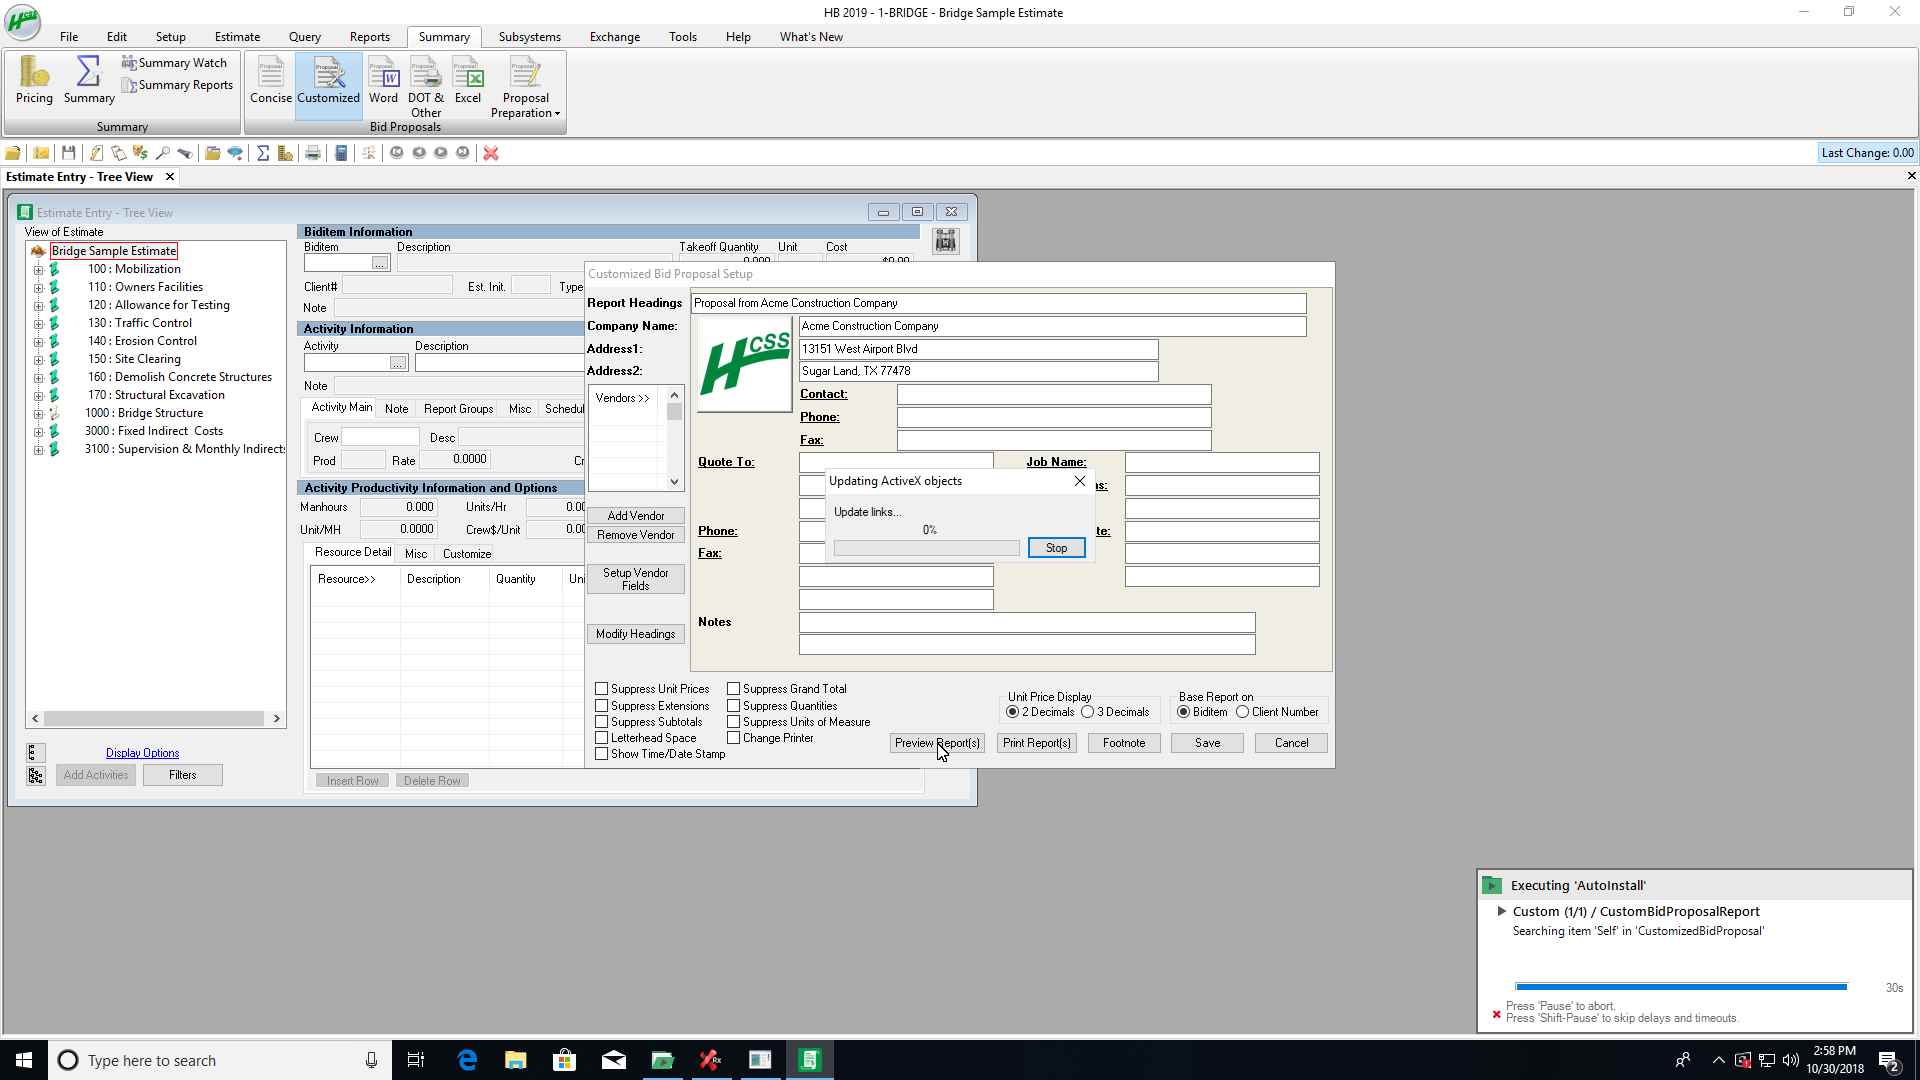 HB 2019 - 1-BRIDGE - Bridge Sample Estimate
File Edit Setup Estimate Query Reports Summary Subsystems Exchange Tools Help What's New
Pricing Summary Summary Watch Summary Reports
Summary
Concise Customized Word DOT & Other Excel Proposal Preparation
Bid Proposals
Last Change: 0.00
Estimate Entry - Tree View
Estimate Entry - Tree View
View of Estimate
Bridge Sample Estimate
100 : Mobilization
110 : Owners Facilities
120 : Allowance for Testing
130 : Traffic Control
140 : Erosion Control
150 : Site Clearing
160 : Demolish Concrete Structures
170 : Structural Excavation
1000 : Bridge Structure
3000 : Fixed Indirect Costs
3100 : Supervision & Monthly Indirects
Display Options
Add Activities Filters
Biditem Information
Biditem Description Takeoff Quantity Unit Cost
0.000 $0.00
Client# Est. Init. Type
Note
Activity Information
Activity Description
Note
Activity Main Note Report Groups Misc Schedul
Crew Desc
Prod Rate 0.0000 Cr
Activity Productivity Information and Options
Manhours 0.000 Units/Hr 0.00
Unit/MH 0.0000 Crew$/Unit 0.00
Resource Detail Misc Customize
Resource>> Description Quantity Uni
Insert Row Delete Row
Customized Bid Proposal Setup
Report Headings Proposal from Acme Construction Company
Company Name: Acme Construction Company
Address1: 13151 West Airport Blvd
Address2: Sugar Land, TX 77478
HCSS
Vendors >>
Contact:
Phone:
Fax:
Quote To: Job Name:
ns:
Phone: te:
Fax:
Notes
Add Vendor
Remove Vendor
Setup Vendor Fields
Modify Headings
Updating ActiveX objects
Update links...
0%
Stop
Suppress Unit Prices Suppress Grand Total
Suppress Extensions Suppress Quantities
Suppress Subtotals Suppress Units of Measure
Letterhead Space Change Printer
Show Time/Date Stamp
Unit Price Display
2 Decimals 3 Decimals
Base Report on
Biditem Client Number
Preview Report(s) Print Report(s) Footnote Save Cancel
Executing 'AutoInstall'
Custom (1/1) / CustomBidProposalReport
Searching item 'Self' in 'CustomizedBidProposal'
30s
Press 'Pause' to abort.
Press 'Shift-Pause' to skip delays and timeouts.
Type here to search
2:58 PM
10/30/2018
2